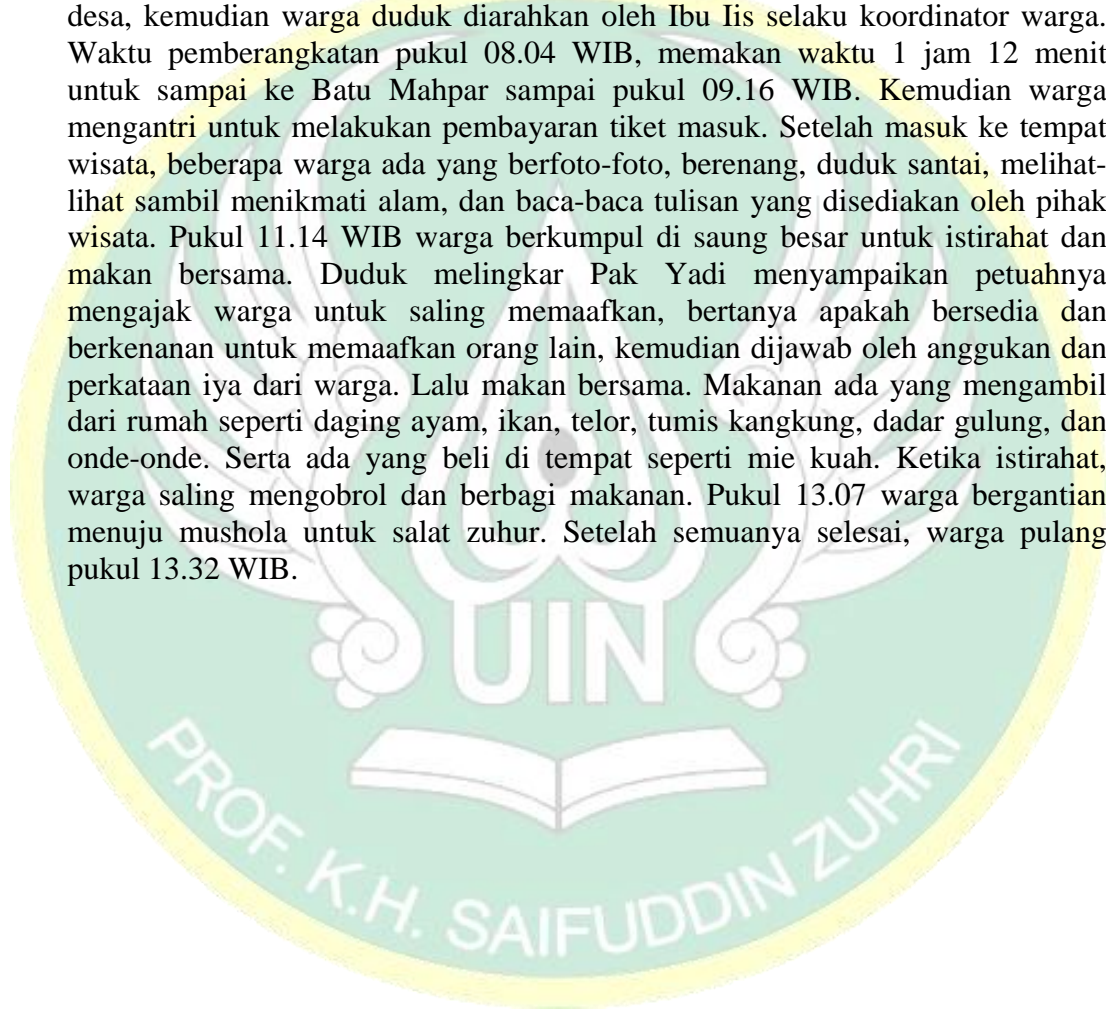 desa, kemudian warga duduk diarahkan oleh Ibu Iis selaku koordinator warga.
Waktu pemberangkatan pukul 08.04 WIB, memakan waktu 1 jam 12 menit
untuk sampai ke Batu Mahpar sampai pukul 09.16 WIB. Kemudian warga
mengantri untuk melakukan pembayaran tiket masuk. Setelah masuk ke tempat
wisata, beberapa warga ada yang berfoto-foto, berenang, duduk santai, melihat-
lihat sambil menikmati alam, dan baca-baca tulisan yang disediakan oleh pihak
wisata. Pukul 11.14 WIB warga berkumpul di saung besar untuk istirahat dan
makan bersama. Duduk melingkar Pak Yadi menyampaikan petuahnya
mengajak warga untuk saling memaafkan, bertanya apakah bersedia dan
berkenanan untuk memaafkan orang lain, kemudian dijawab oleh anggukan dan
perkataan iya dari warga. Lalu makan bersama. Makanan ada yang mengambil
dari rumah seperti daging ayam, ikan, telor, tumis kangkung, dadar gulung, dan
onde-onde. Serta ada yang beli di tempat seperti mie kuah. Ketika istirahat,
warga saling mengobrol dan berbagi makanan. Pukul 13.07 warga bergantian
menuju mushola untuk salat zuhur. Setelah semuanya selesai, warga pulang
pukul 13.32 WIB.
UIN
PROF. K.H. SAIFUDDIN ZUHRI